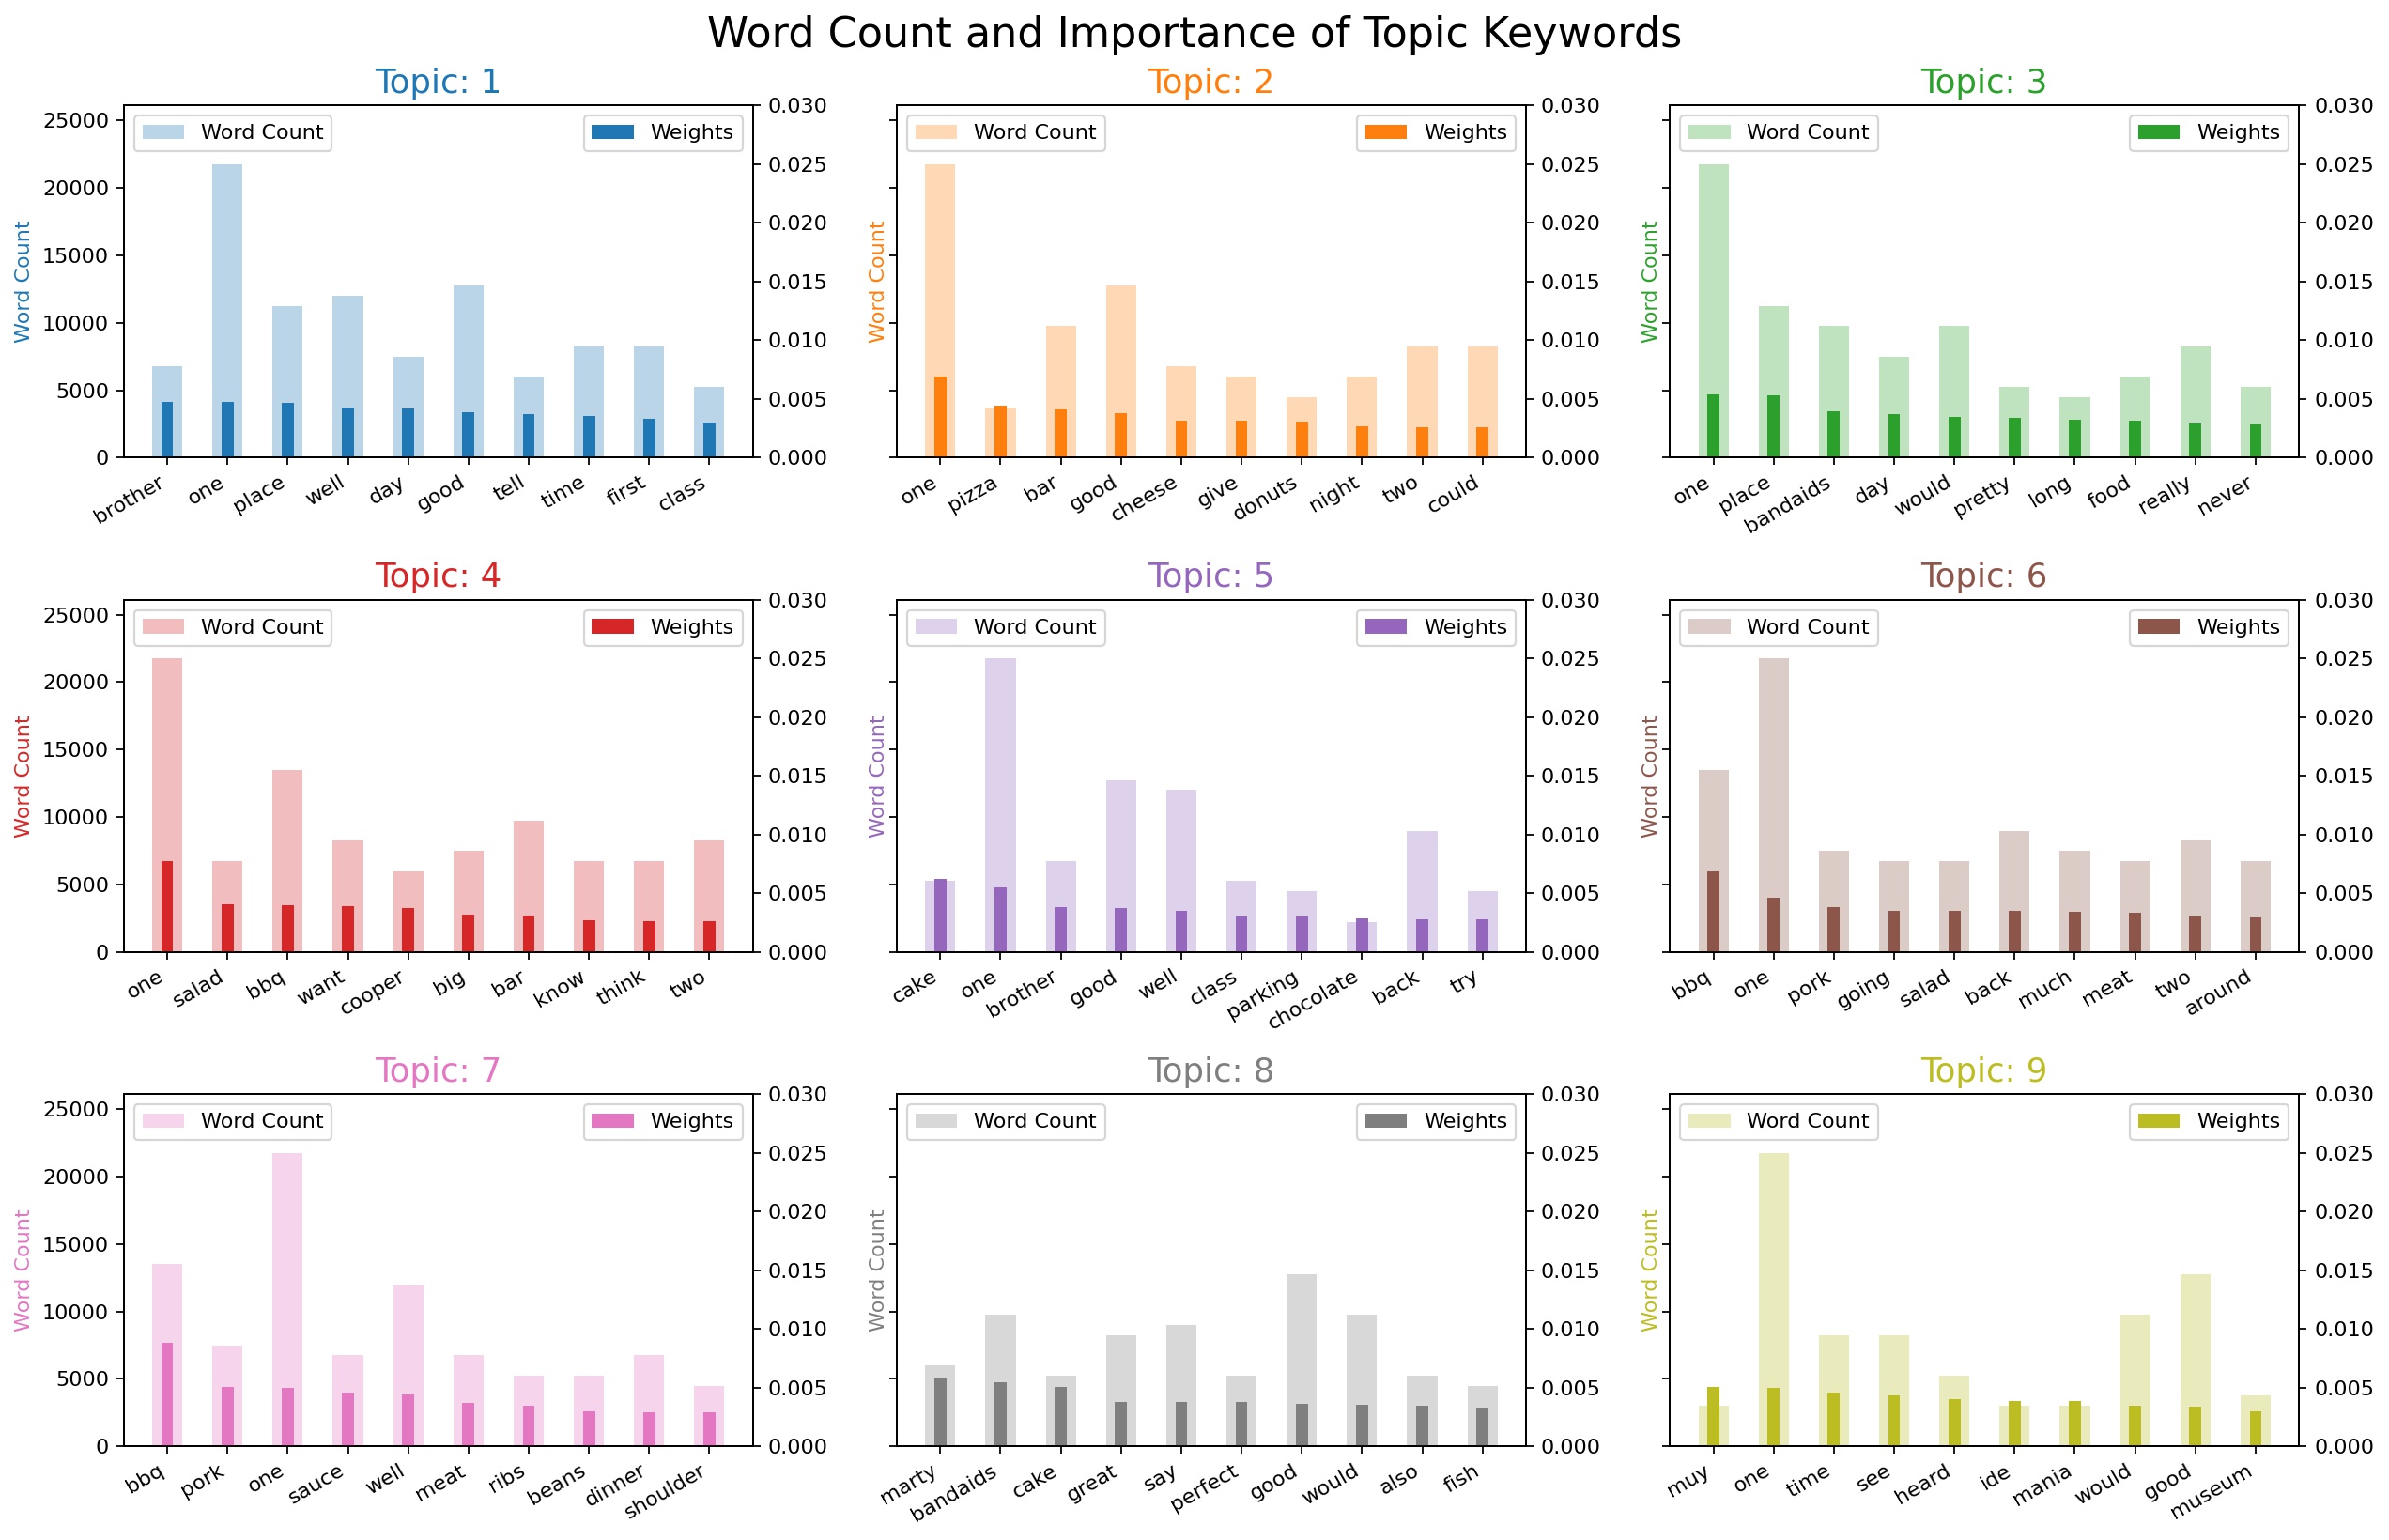 Word Count and Importance of Topic Keywords
Topic: 1
Word Count
Weights
25000
20000
15000
10000
5000
0
0.030
0.025
0.020
0.015
0.010
0.005
0.000
Word Count
brother one place well day good tell time first class
Topic: 2
Word Count
Weights
0.030
0.025
0.020
0.015
0.010
0.005
0.000
Word Count
one pizza bar good cheese give donuts night two could
Topic: 3
Word Count
Weights
0.030
0.025
0.020
0.015
0.010
0.005
0.000
Word Count
one place bandaids day would pretty long food really never
Topic: 4
Word Count
Weights
25000
20000
15000
10000
5000
0
0.030
0.025
0.020
0.015
0.010
0.005
0.000
Word Count
one salad bbq want cooper big bar know think two
Topic: 5
Word Count
Weights
0.030
0.025
0.020
0.015
0.010
0.005
0.000
Word Count
cake one brother good well class parking chocolate back try
Topic: 6
Word Count
Weights
0.030
0.025
0.020
0.015
0.010
0.005
0.000
Word Count
bbq one pork going salad back much meat two around
Topic: 7
Word Count
Weights
25000
20000
15000
10000
5000
0
0.030
0.025
0.020
0.015
0.010
0.005
0.000
Word Count
bbq pork one sauce well meat ribs beans dinner shoulder
Topic: 8
Word Count
Weights
0.030
0.025
0.020
0.015
0.010
0.005
0.000
Word Count
marty bandaids cake great say perfect good would also fish
Topic: 9
Word Count
Weights
0.030
0.025
0.020
0.015
0.010
0.005
0.000
Word Count
muy one time see heard ide mania would good museum